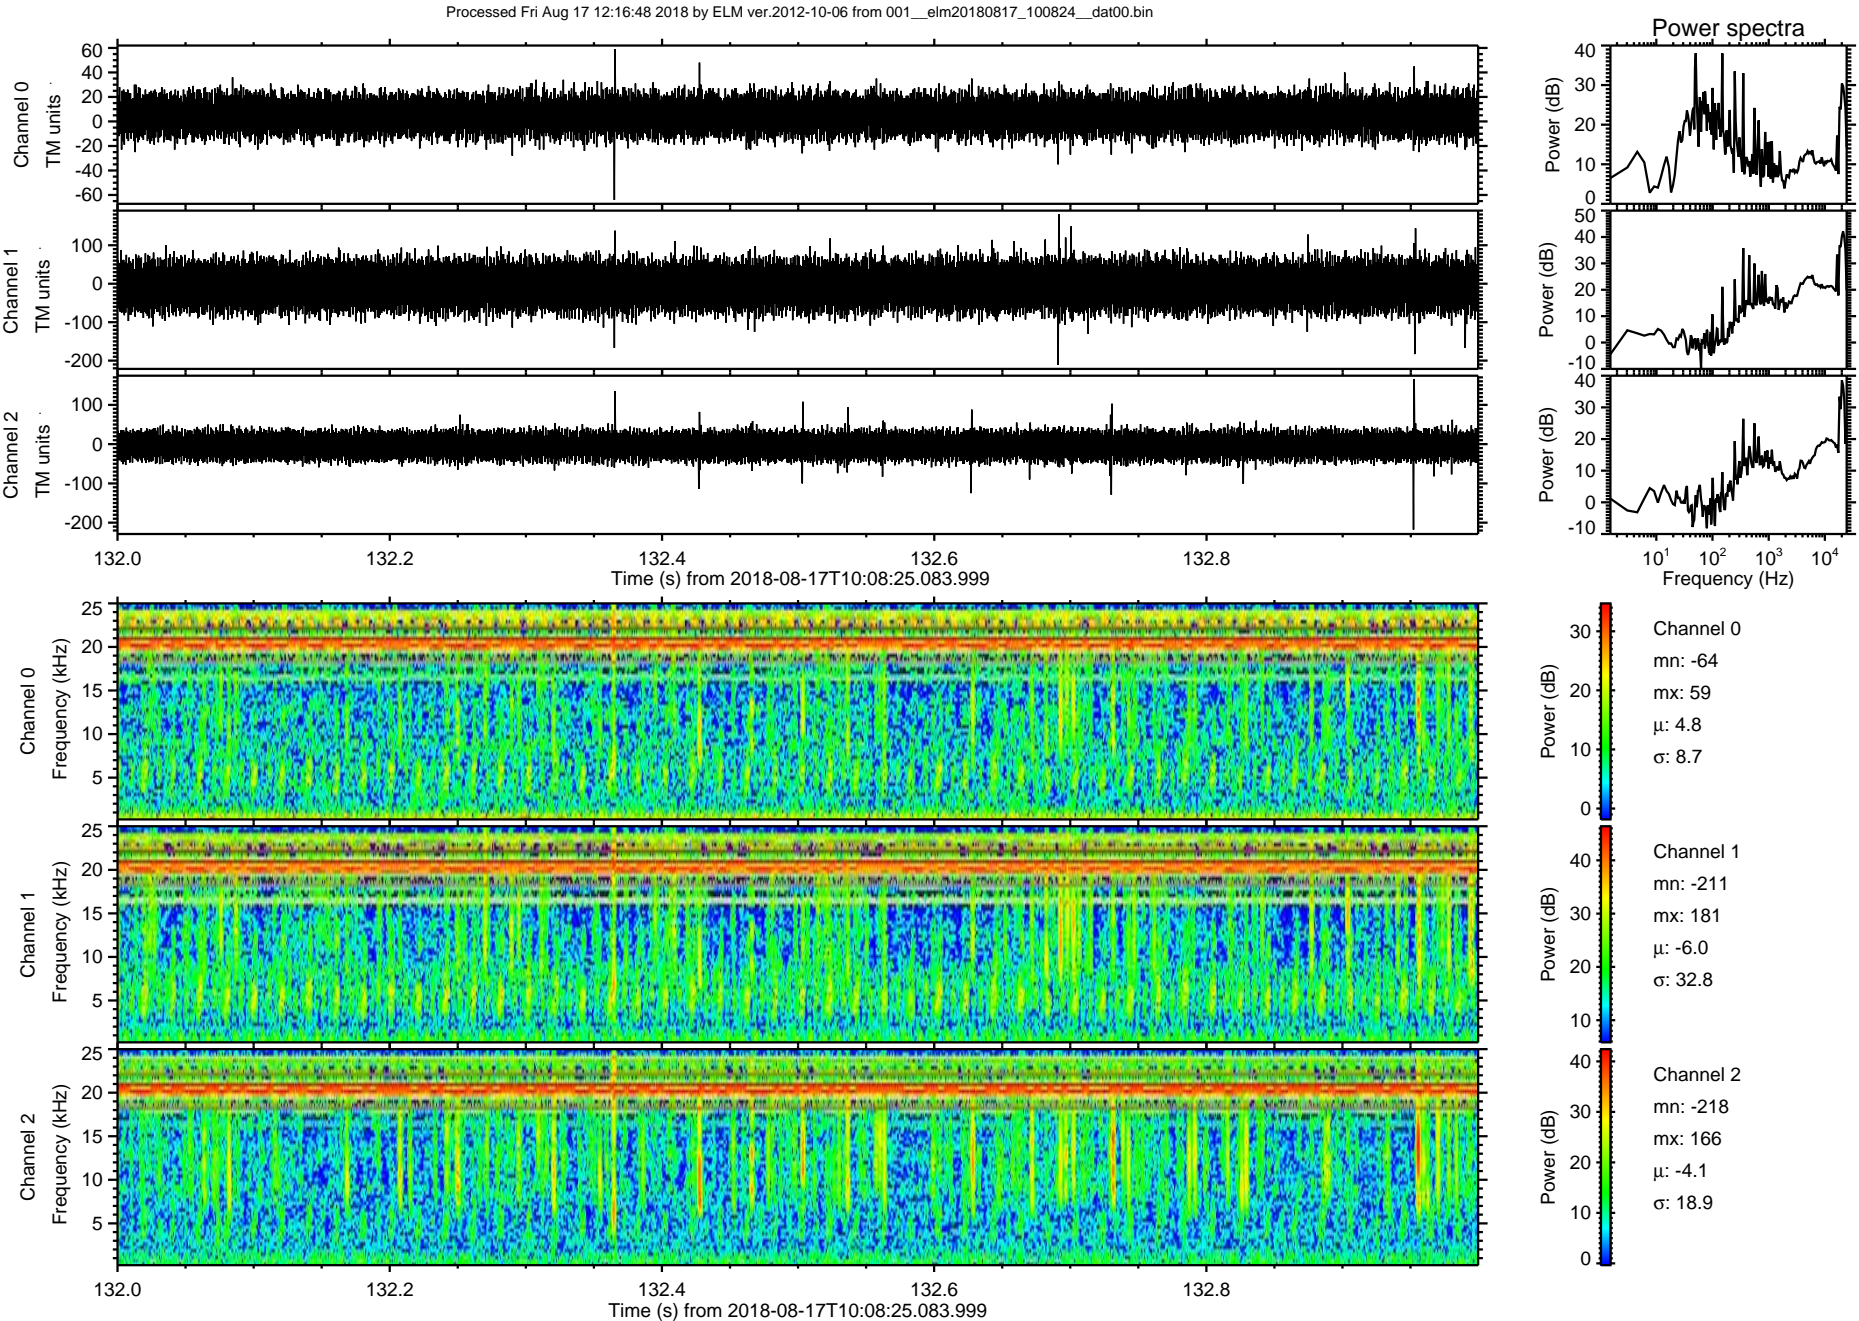 Processed Fri Aug 17 12:16:48 2018 by ELM ver.2012-10-06 from 001__elm20180817_100824__dat00.bin
Power spectra
Channel 0
TM units
60
40
20
0
-20
-40
-60
Power (dB)
40
30
20
10
0
Channel 1
TM units
100
0
-100
-200
Power (dB)
50
40
30
20
10
0
-10
Channel 2
TM units
100
0
-100
-200
Power (dB)
40
30
20
10
0
-10
132.0 132.2 132.4 132.6 132.8
Time (s) from 2018-08-17T10:08:25.083.999
10^1 10^2 10^3 10^4
Frequency (Hz)
Channel 0
Frequency (kHz)
25
20
15
10
5
Power (dB)
30
20
10
0
Channel 0
mn: -64
mx: 59
μ: 4.8
σ: 8.7
Channel 1
Frequency (kHz)
25
20
15
10
5
Power (dB)
40
30
20
10
Channel 1
mn: -211
mx: 181
μ: -6.0
σ: 32.8
Channel 2
Frequency (kHz)
25
20
15
10
5
Power (dB)
40
30
20
10
0
Channel 2
mn: -218
mx: 166
μ: -4.1
σ: 18.9
132.0 132.2 132.4 132.6 132.8
Time (s) from 2018-08-17T10:08:25.083.999